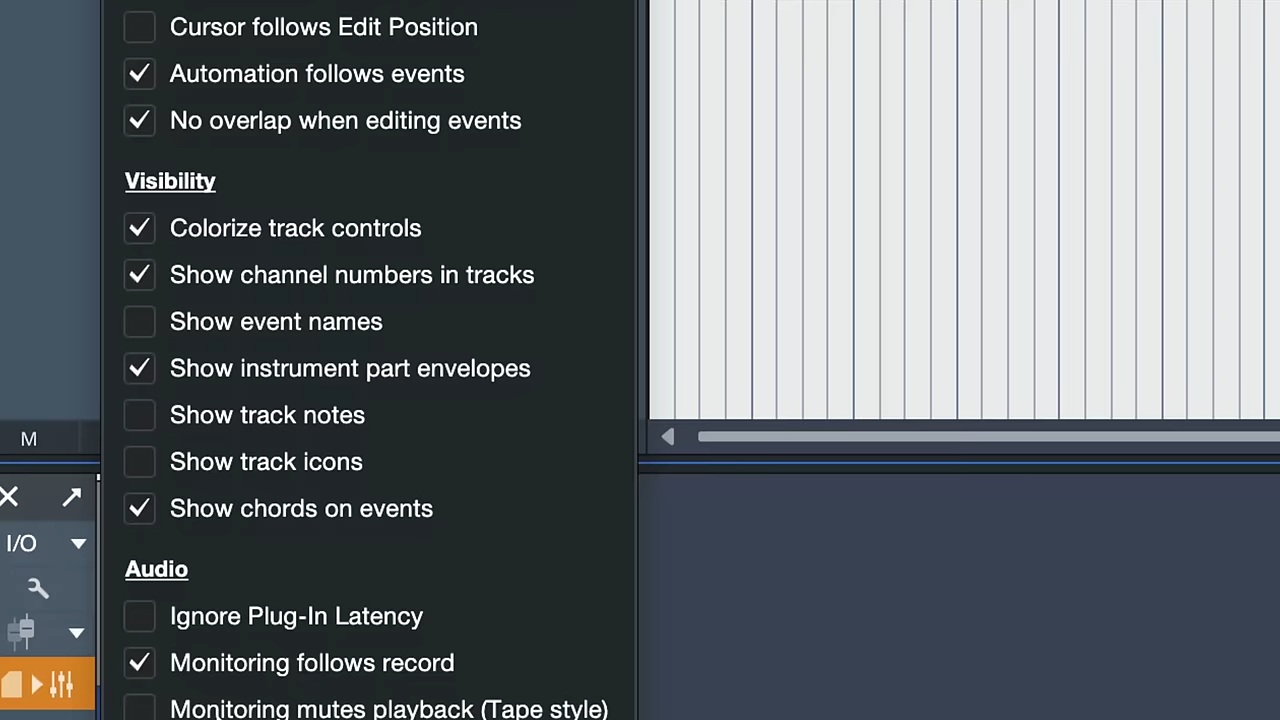 Cursor follows Edit Position
Automation follows events
No overlap when editing events
Visibility
Colorize track controls
Show channel numbers in tracks
Show event names
Show instrument part envelopes
Show track notes
M
Show track icons
Show chords on events
I/O
Audio
Ignore Plug-In Latency
Monitoring follows record
Monitoring mutes playback (Tape style)